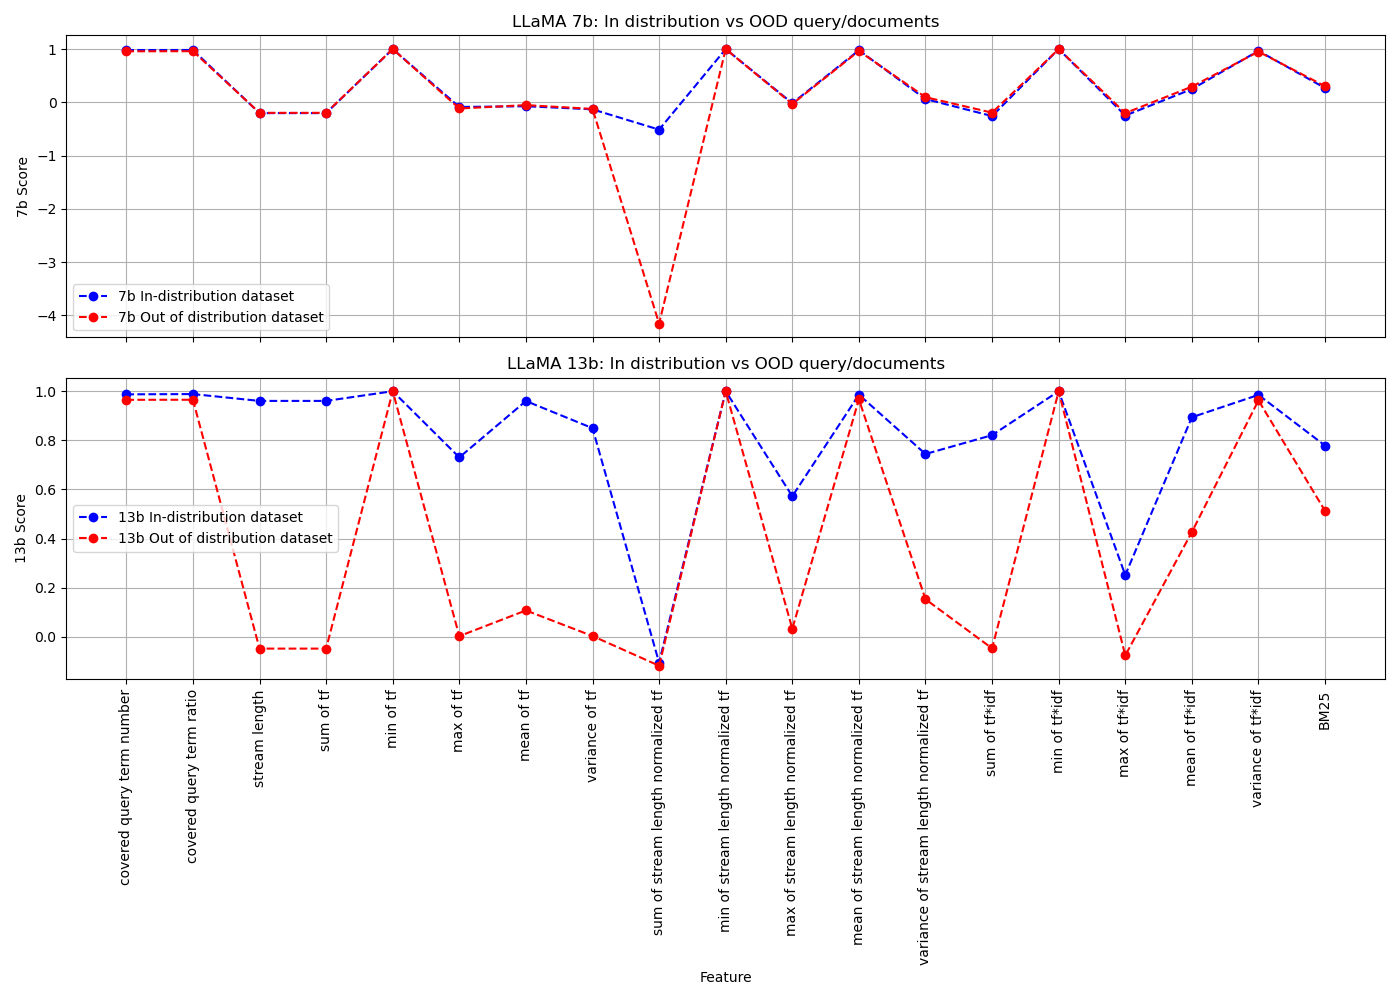 LLaMA 7b: In distribution vs OOD query/documents
7b Score
1
0
−1
−2
−3
−4
7b In-distribution dataset
7b Out of distribution dataset
LLaMA 13b: In distribution vs OOD query/documents
13b Score
1.0
0.8
0.6
0.4
0.2
0.0
13b In-distribution dataset
13b Out of distribution dataset
covered query term number
covered query term ratio
stream length
sum of tf
min of tf
max of tf
mean of tf
variance of tf
sum of stream length normalized tf
min of stream length normalized tf
max of stream length normalized tf
mean of stream length normalized tf
variance of stream length normalized tf
sum of tf*idf
min of tf*idf
max of tf*idf
mean of tf*idf
variance of tf*idf
BM25
Feature